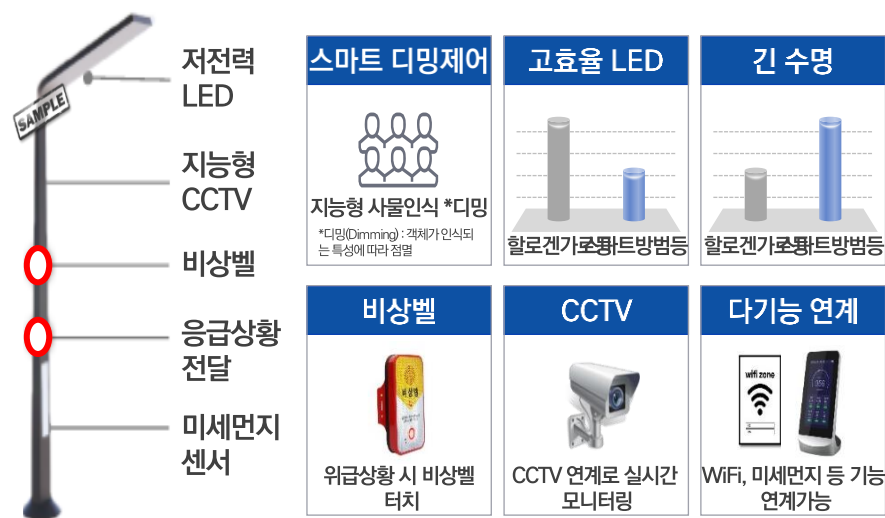 저전력
LED
SAMPLE
지능형
CCTV
비상벨
응급상황
전달
미세먼지
센서
스마트 디밍제어
지능형 사물인식 *디밍
*디밍(Dimming) : 객체가 인식되
는 특성에 따라 점멸
고효율 LED
할로겐가로등
스마트방범등
긴 수명
할로겐가로등
스마트방범등
비상벨
비상벨
위급상황 시 비상벨
터치
CCTV
CCTV 연계로 실시간
모니터링
다기능 연계
wifi zone
WiFi, 미세먼지 등 기능
연계가능